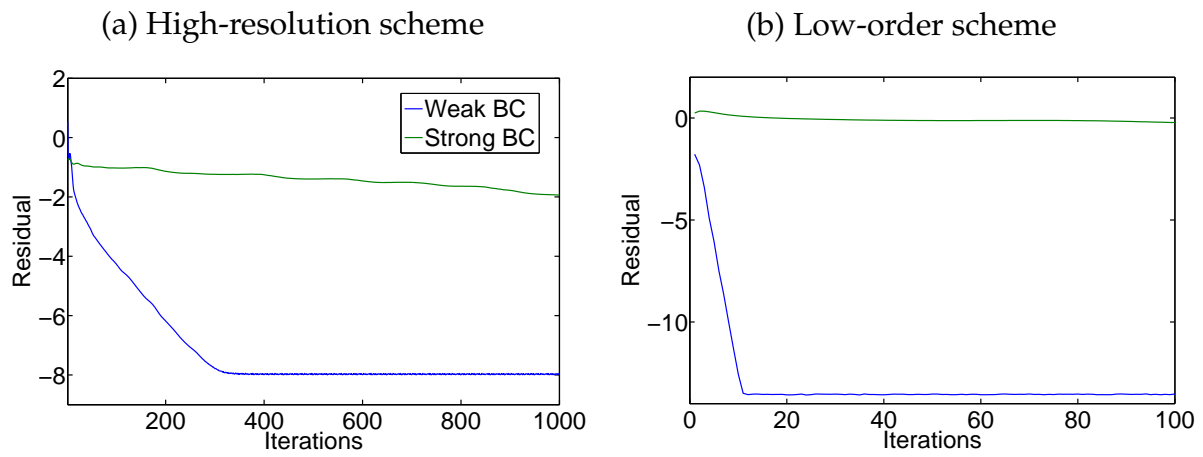 (a) High-resolution scheme
2
0
−2
−4
−6
−8
200
400
600
800
1000
Residual
Iterations
Weak BC
Strong BC
(b) Low-order scheme
0
−5
−10
0
20
40
60
80
100
Residual
Iterations